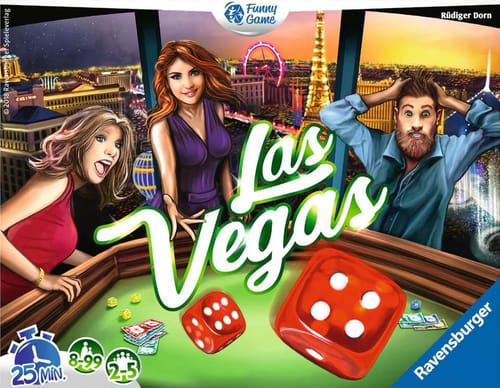 Funny
Game
Rüdiger Dorn
Las
Vegas
25 MIN.
8-99
2-5
Ravensburger